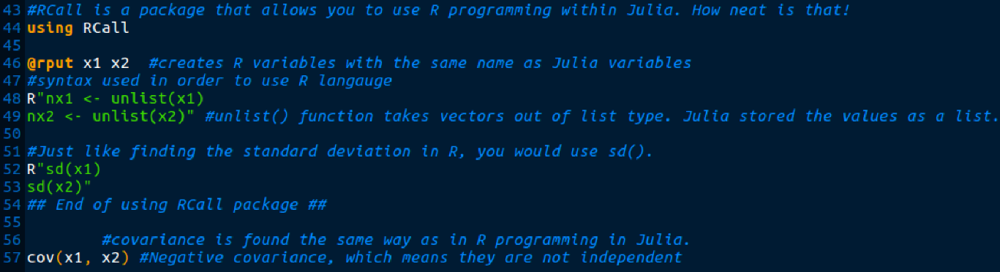 43 #RCall is a package that allows you to use R programming within Julia. How neat is that!
44 using RCall
45
46 @rput x1 x2  #creates R variables with the same name as Julia variables
47 #syntax used in order to use R langauge
48 R"nx1 <- unlist(x1)
49 nx2 <- unlist(x2)" #unlist() function takes vectors out of list type. Julia stored the values as a list.
50
51 #Just like finding the standard deviation in R, you would use sd().
52 R"sd(x1)
53 sd(x2)"
54 ## End of using RCall package ##
55
56         #covariance is found the same way as in R programming in Julia.
57 cov(x1, x2) #Negative covariance, which means they are not independent